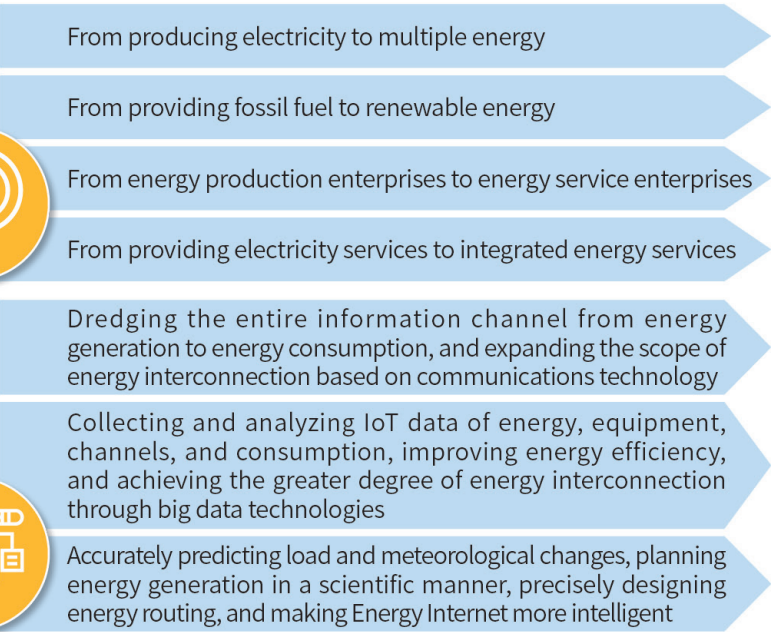 From producing electricity to multiple energy
From providing fossil fuel to renewable energy
From energy production enterprises to energy service enterprises
From providing electricity services to integrated energy services
Dredging the entire information channel from energy
generation to energy consumption, and expanding the scope of
energy interconnection based on communications technology
Collecting and analyzing IoT data of energy, equipment,
channels, and consumption, improving energy efficiency,
and achieving the greater degree of energy interconnection
through big data technologies
Accurately predicting load and meteorological changes, planning
energy generation in a scientific manner, precisely designing
energy routing, and making Energy Internet more intelligent